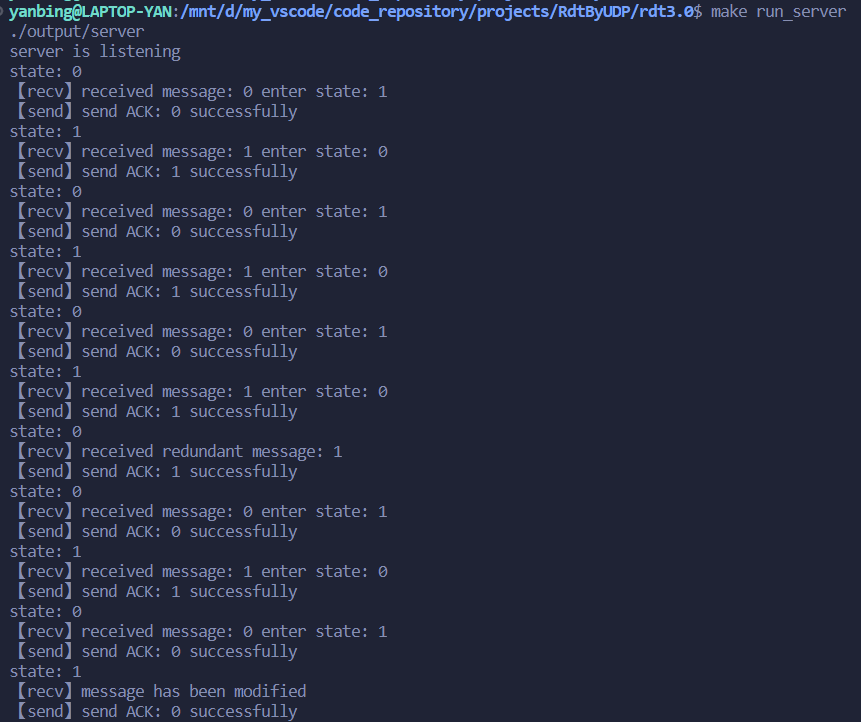 yanbing@LAPTOP-YAN:/mnt/d/my_vscode/code_repository/projects/RdtByUDP/rdt3.0$ make run_server
./output/server
server is listening
state: 0
【recv】received message: 0 enter state: 1
【send】send ACK: 0 successfully
state: 1
【recv】received message: 1 enter state: 0
【send】send ACK: 1 successfully
state: 0
【recv】received message: 0 enter state: 1
【send】send ACK: 0 successfully
state: 1
【recv】received message: 1 enter state: 0
【send】send ACK: 1 successfully
state: 0
【recv】received message: 0 enter state: 1
【send】send ACK: 0 successfully
state: 1
【recv】received message: 1 enter state: 0
【send】send ACK: 1 successfully
state: 0
【recv】received redundant message: 1
【send】send ACK: 1 successfully
state: 0
【recv】received message: 0 enter state: 1
【send】send ACK: 0 successfully
state: 1
【recv】received message: 1 enter state: 0
【send】send ACK: 1 successfully
state: 0
【recv】received message: 0 enter state: 1
【send】send ACK: 0 successfully
state: 1
【recv】message has been modified
【send】send ACK: 0 successfully